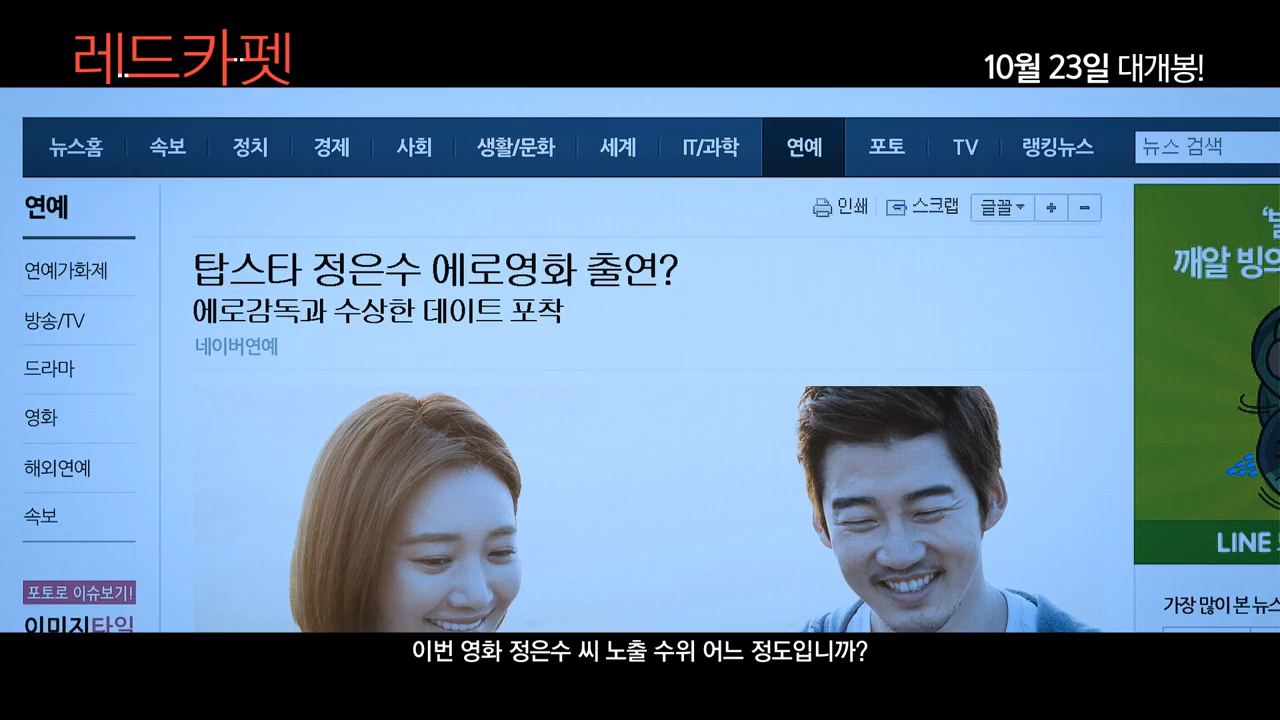 레드카펫
10월 23일 대개봉!
뉴스홈 속보 정치 경제 사회 생활/문화 세계 IT/과학 연예 포토 TV 랭킹뉴스 뉴스 검색
연예
인쇄 스크랩 글꼴 + -
연예가화제
방송/TV
드라마
영화
해외연예
속보
포토로 이슈보기!
이미지타임
탑스타 정은수 에로영화 출연?
에로감독과 수상한 데이트 포착
네이버연예
깨알
LINE
가장 많이 본 뉴스
이번 영화 정은수 씨 노출 수위 어느 정도입니까?